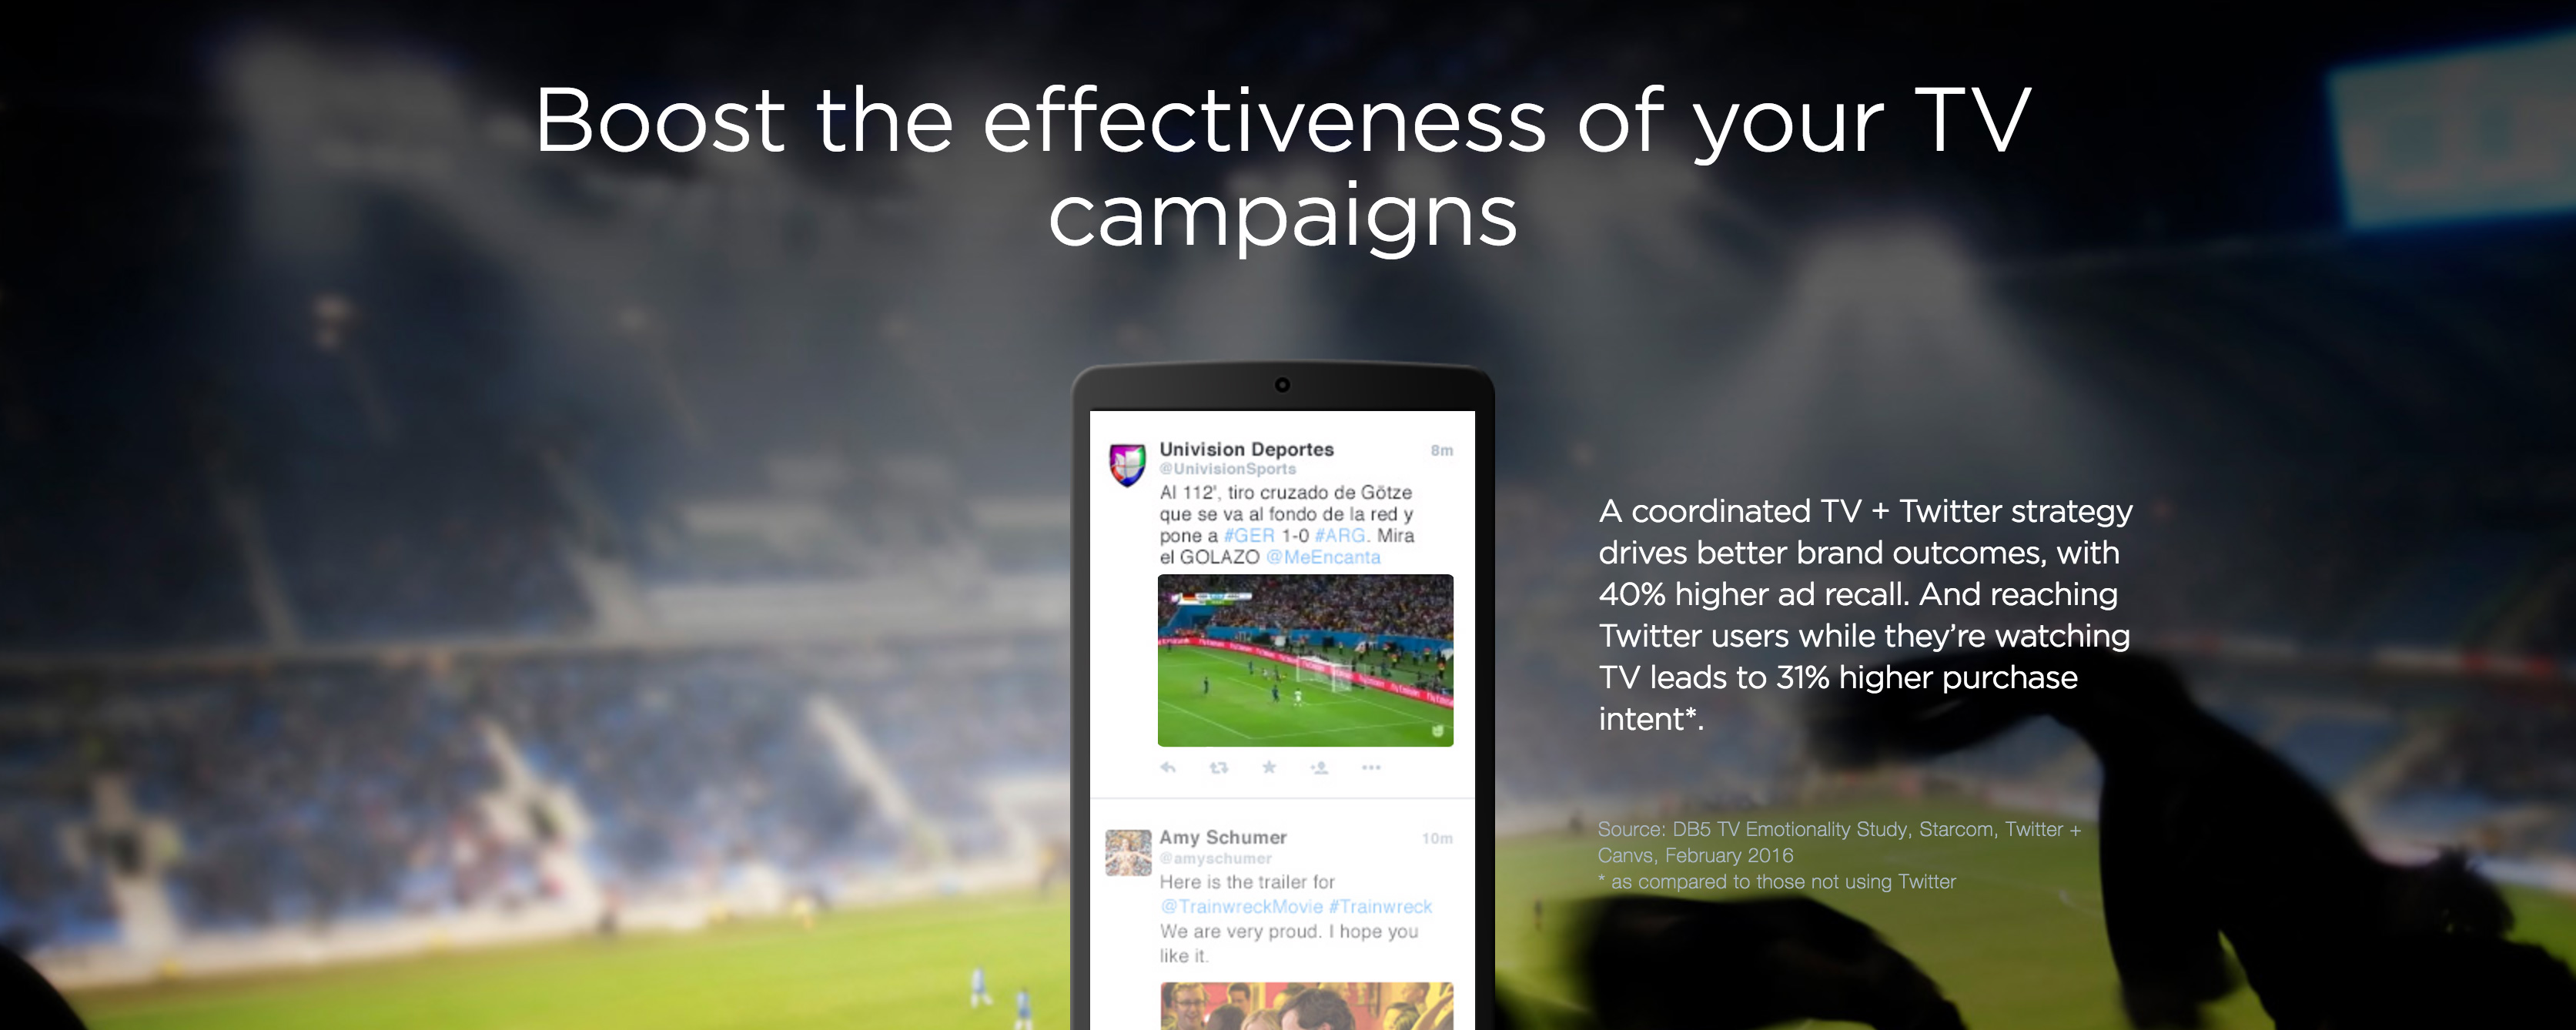 Boost the effectiveness of your TV
campaigns
Univision Deportes 8m
@UnivisionSports
Al 112', tiro cruzado de Götze
que se va al fondo de la red y
pone a #GER 1-0 #ARG. Mira
el GOLAZO @MeEncanta
Amy Schumer 10m
@amyschumer
Here is the trailer for
@TrainwreckMovie #Trainwreck
We are very proud. I hope you
like it.
A coordinated TV + Twitter strategy
drives better brand outcomes, with
40% higher ad recall. And reaching
Twitter users while they’re watching
TV leads to 31% higher purchase
intent*.
Source: DB5 TV Emotionality Study, Starcom, Twitter +
Canvs, February 2016
* as compared to those not using Twitter